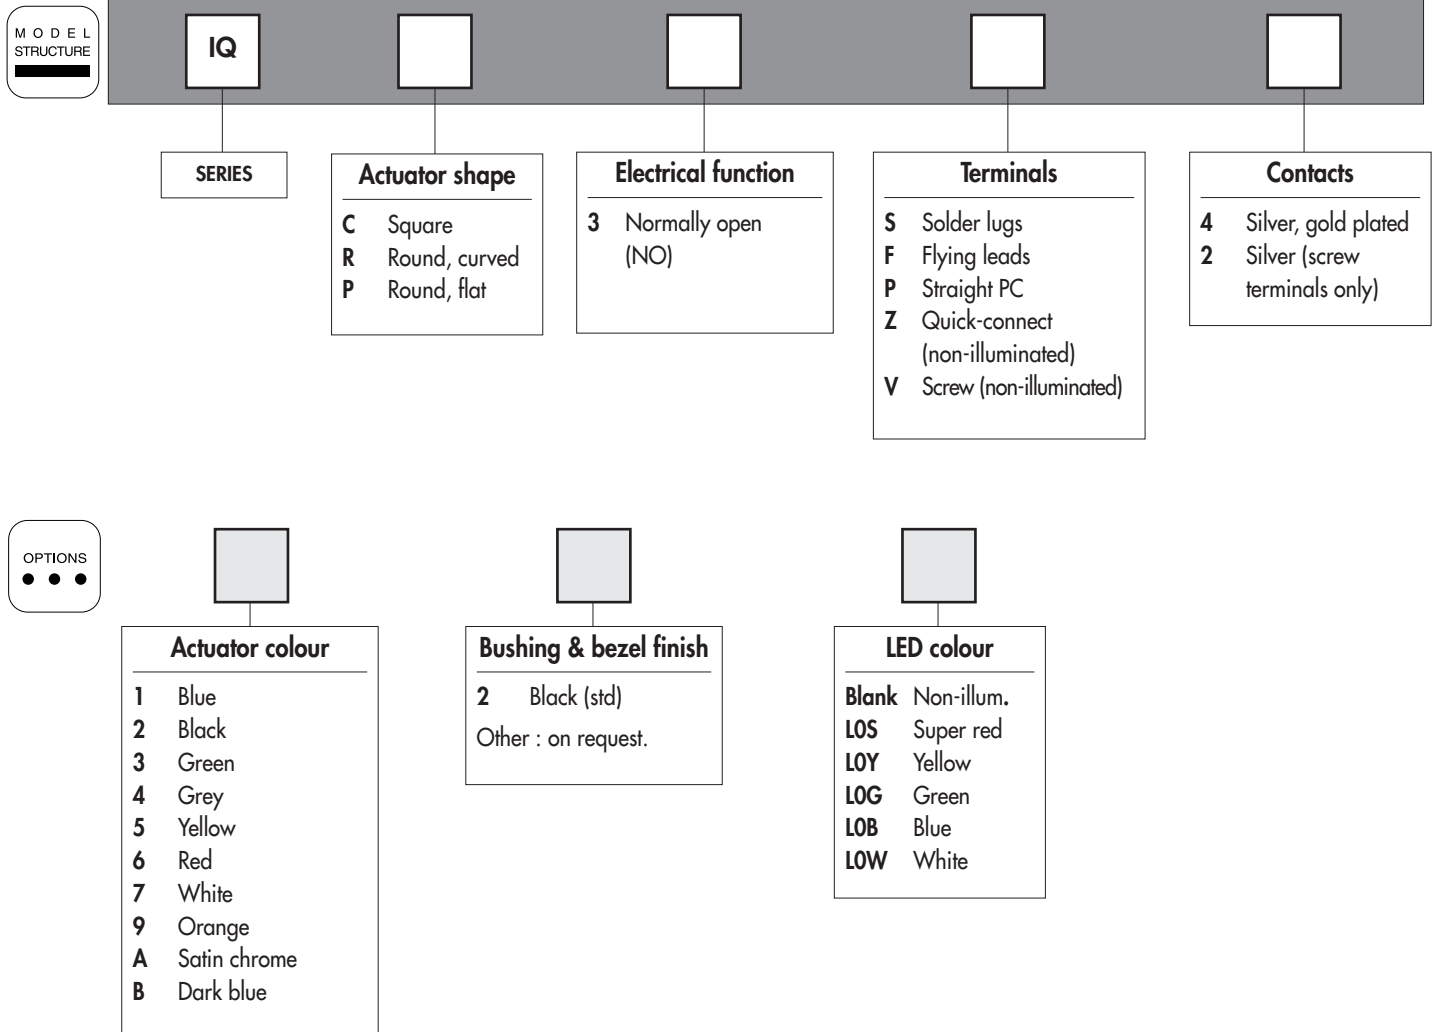 MODEL
STRUCTURE
IQ
SERIES
Actuator shape
C Square
R Round, curved
P Round, flat
Electrical function
3 Normally open
(NO)
Terminals
S Solder lugs
F Flying leads
P Straight PC
Z Quick-connect
(non-illuminated)
V Screw (non-illuminated)
Contacts
4 Silver, gold plated
2 Silver (screw
terminals only)
OPTIONS
Actuator colour
1 Blue
2 Black
3 Green
4 Grey
5 Yellow
6 Red
7 White
9 Orange
A Satin chrome
B Dark blue
Bushing & bezel finish
2 Black (std)
Other : on request.
LED colour
Blank Non-illum.
L0S Super red
L0Y Yellow
L0G Green
L0B Blue
L0W White